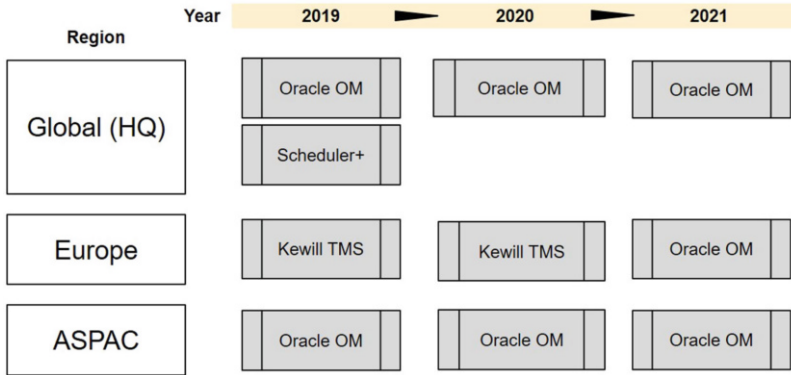 Year 2019 2020 2021
Region
Global (HQ) Oracle OM Oracle OM Oracle OM
Scheduler+
Europe Kewill TMS Kewill TMS Oracle OM
ASPAC Oracle OM Oracle OM Oracle OM